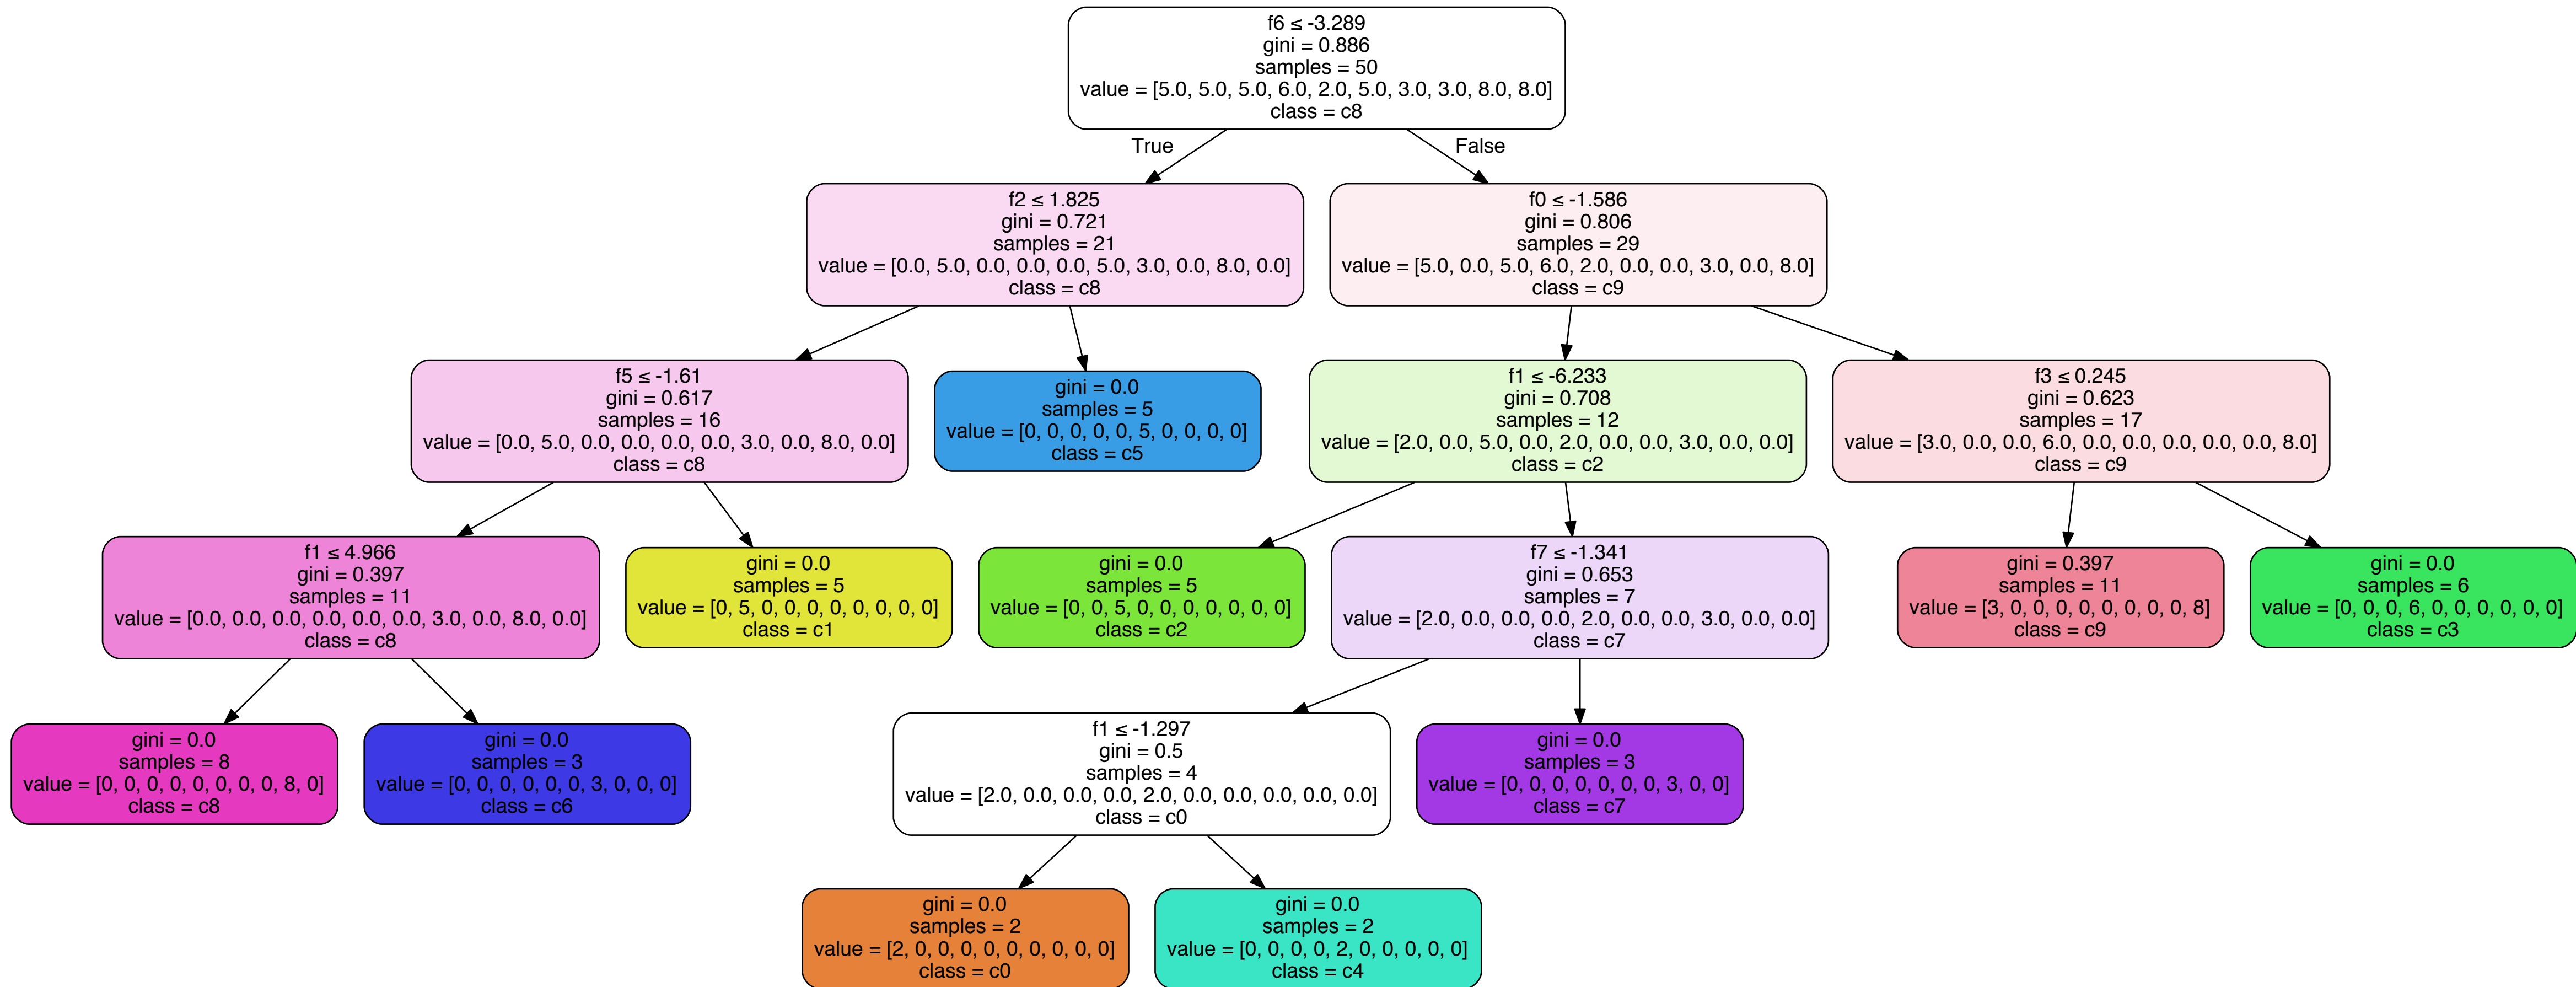 f6 ≤ -3.289
gini = 0.886
samples = 50
value = [5.0, 5.0, 5.0, 6.0, 2.0, 5.0, 3.0, 3.0, 8.0, 8.0]
class = c8
True
False
f2 ≤ 1.825
gini = 0.721
samples = 21
value = [0.0, 5.0, 0.0, 0.0, 0.0, 5.0, 3.0, 0.0, 8.0, 0.0]
class = c8
f0 ≤ -1.586
gini = 0.806
samples = 29
value = [5.0, 0.0, 5.0, 6.0, 2.0, 0.0, 0.0, 3.0, 0.0, 8.0]
class = c9
f5 ≤ -1.61
gini = 0.617
samples = 16
value = [0.0, 5.0, 0.0, 0.0, 0.0, 0.0, 3.0, 0.0, 8.0, 0.0]
class = c8
gini = 0.0
samples = 5
value = [0, 0, 0, 0, 0, 5, 0, 0, 0, 0]
class = c5
f1 ≤ -6.233
gini = 0.708
samples = 12
value = [2.0, 0.0, 5.0, 0.0, 2.0, 0.0, 0.0, 3.0, 0.0, 0.0]
class = c2
f3 ≤ 0.245
gini = 0.623
samples = 17
value = [3.0, 0.0, 0.0, 6.0, 0.0, 0.0, 0.0, 0.0, 0.0, 8.0]
class = c9
f1 ≤ 4.966
gini = 0.397
samples = 11
value = [0.0, 0.0, 0.0, 0.0, 0.0, 0.0, 3.0, 0.0, 8.0, 0.0]
class = c8
gini = 0.0
samples = 5
value = [0, 5, 0, 0, 0, 0, 0, 0, 0, 0]
class = c1
gini = 0.0
samples = 5
value = [0, 0, 5, 0, 0, 0, 0, 0, 0, 0]
class = c2
f7 ≤ -1.341
gini = 0.653
samples = 7
value = [2.0, 0.0, 0.0, 0.0, 2.0, 0.0, 0.0, 3.0, 0.0, 0.0]
class = c7
gini = 0.397
samples = 11
value = [3, 0, 0, 0, 0, 0, 0, 0, 0, 8]
class = c9
gini = 0.0
samples = 6
value = [0, 0, 0, 6, 0, 0, 0, 0, 0, 0]
class = c3
gini = 0.0
samples = 8
value = [0, 0, 0, 0, 0, 0, 0, 0, 8, 0]
class = c8
gini = 0.0
samples = 3
value = [0, 0, 0, 0, 0, 0, 3, 0, 0, 0]
class = c6
f1 ≤ -1.297
gini = 0.5
samples = 4
value = [2.0, 0.0, 0.0, 0.0, 2.0, 0.0, 0.0, 0.0, 0.0, 0.0]
class = c0
gini = 0.0
samples = 3
value = [0, 0, 0, 0, 0, 0, 0, 3, 0, 0]
class = c7
gini = 0.0
samples = 2
value = [2, 0, 0, 0, 0, 0, 0, 0, 0, 0]
class = c0
gini = 0.0
samples = 2
value = [0, 0, 0, 0, 2, 0, 0, 0, 0, 0]
class = c4